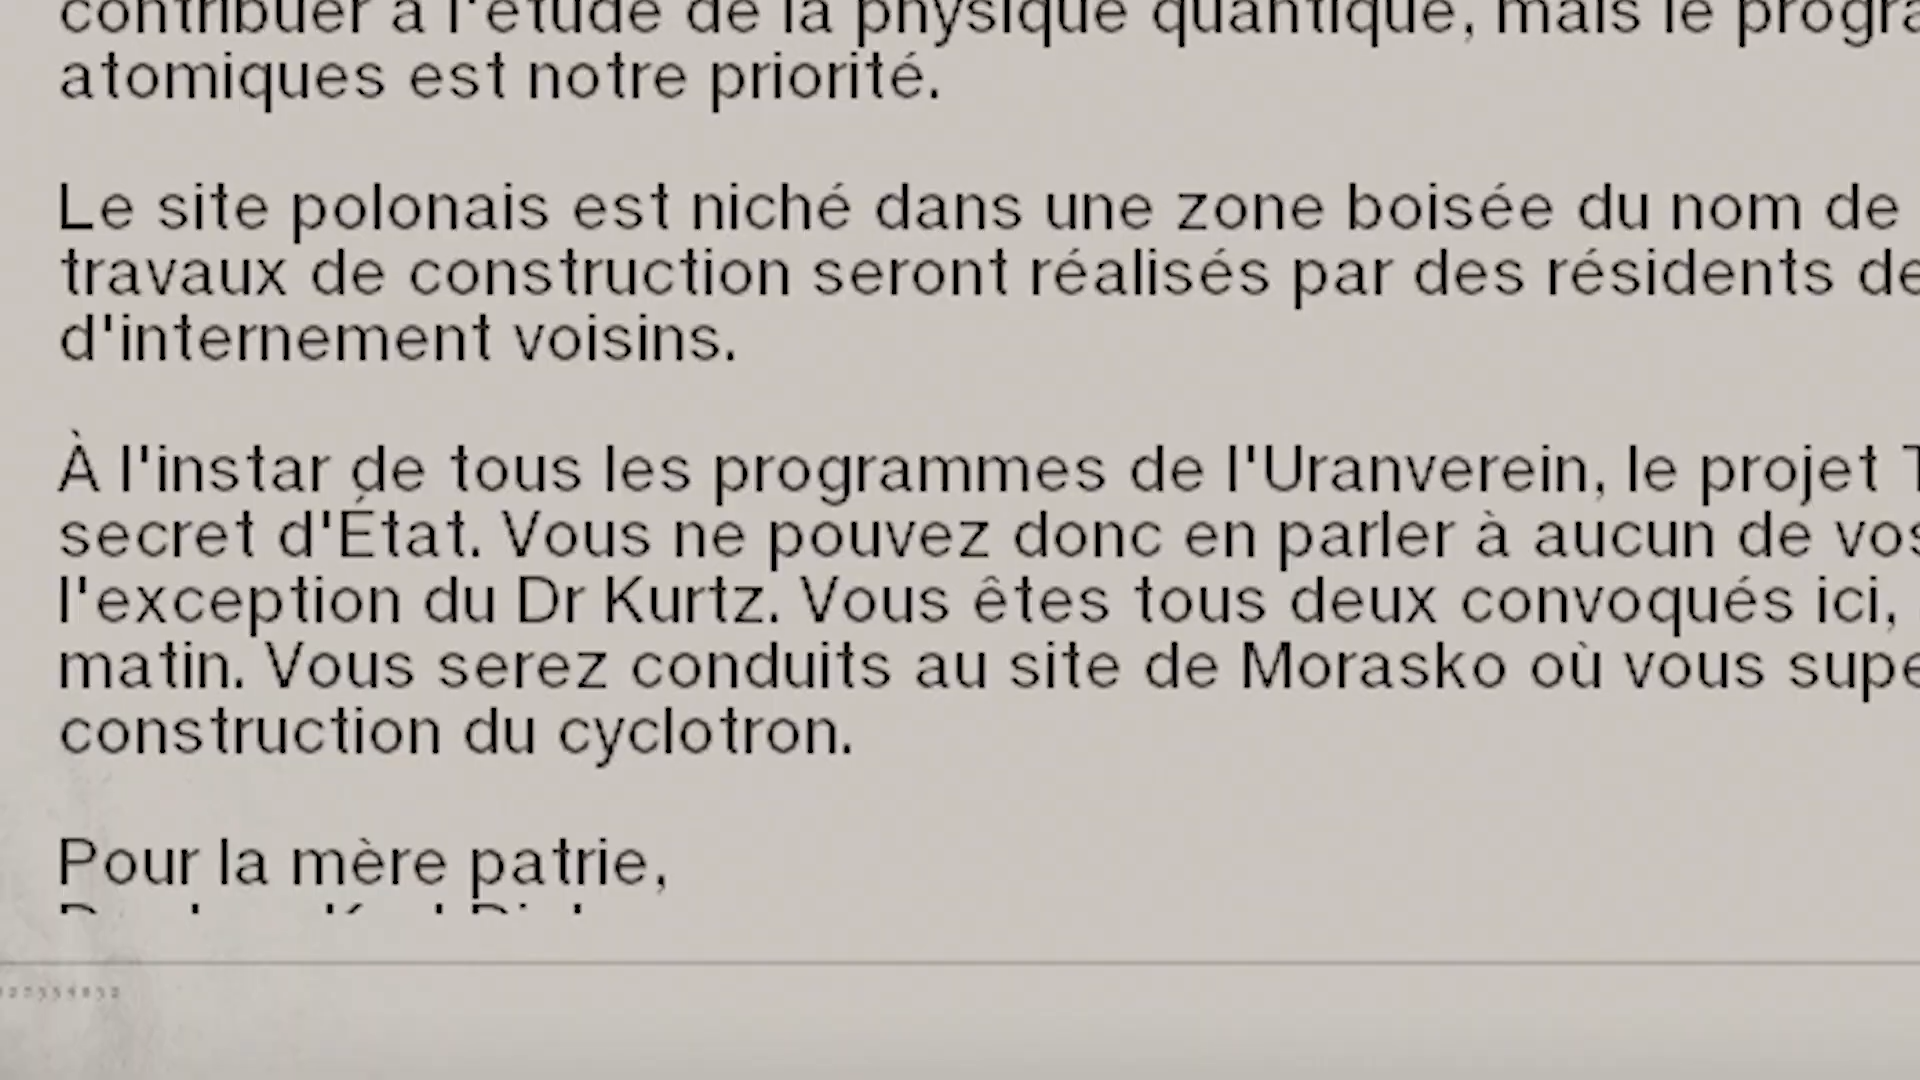 contribuer à l'étude de la physique quantique, mais le
atomiques est notre priorité.
Le site polonais est niché dans une zone boisée du nom de
travaux de construction seront réalisés par des résidents
d'internement voisins.
À l'instar de tous les programmes de l'Uranverein, le projet
secret d'État. Vous ne pouvez donc en parler à aucun de
l'exception du Dr Kurtz. Vous êtes tous deux convoqués ici,
matin. Vous serez conduits au site de Morasko où vous
construction du cyclotron.
Pour la mère patrie,